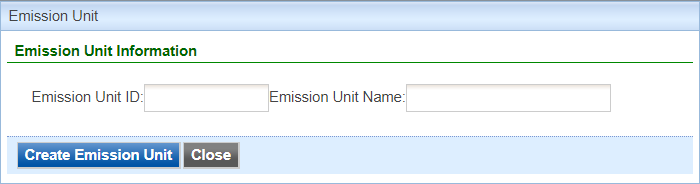 Emission Unit
Emission Unit Information
Emission Unit ID: Emission Unit Name:
Create Emission Unit Close